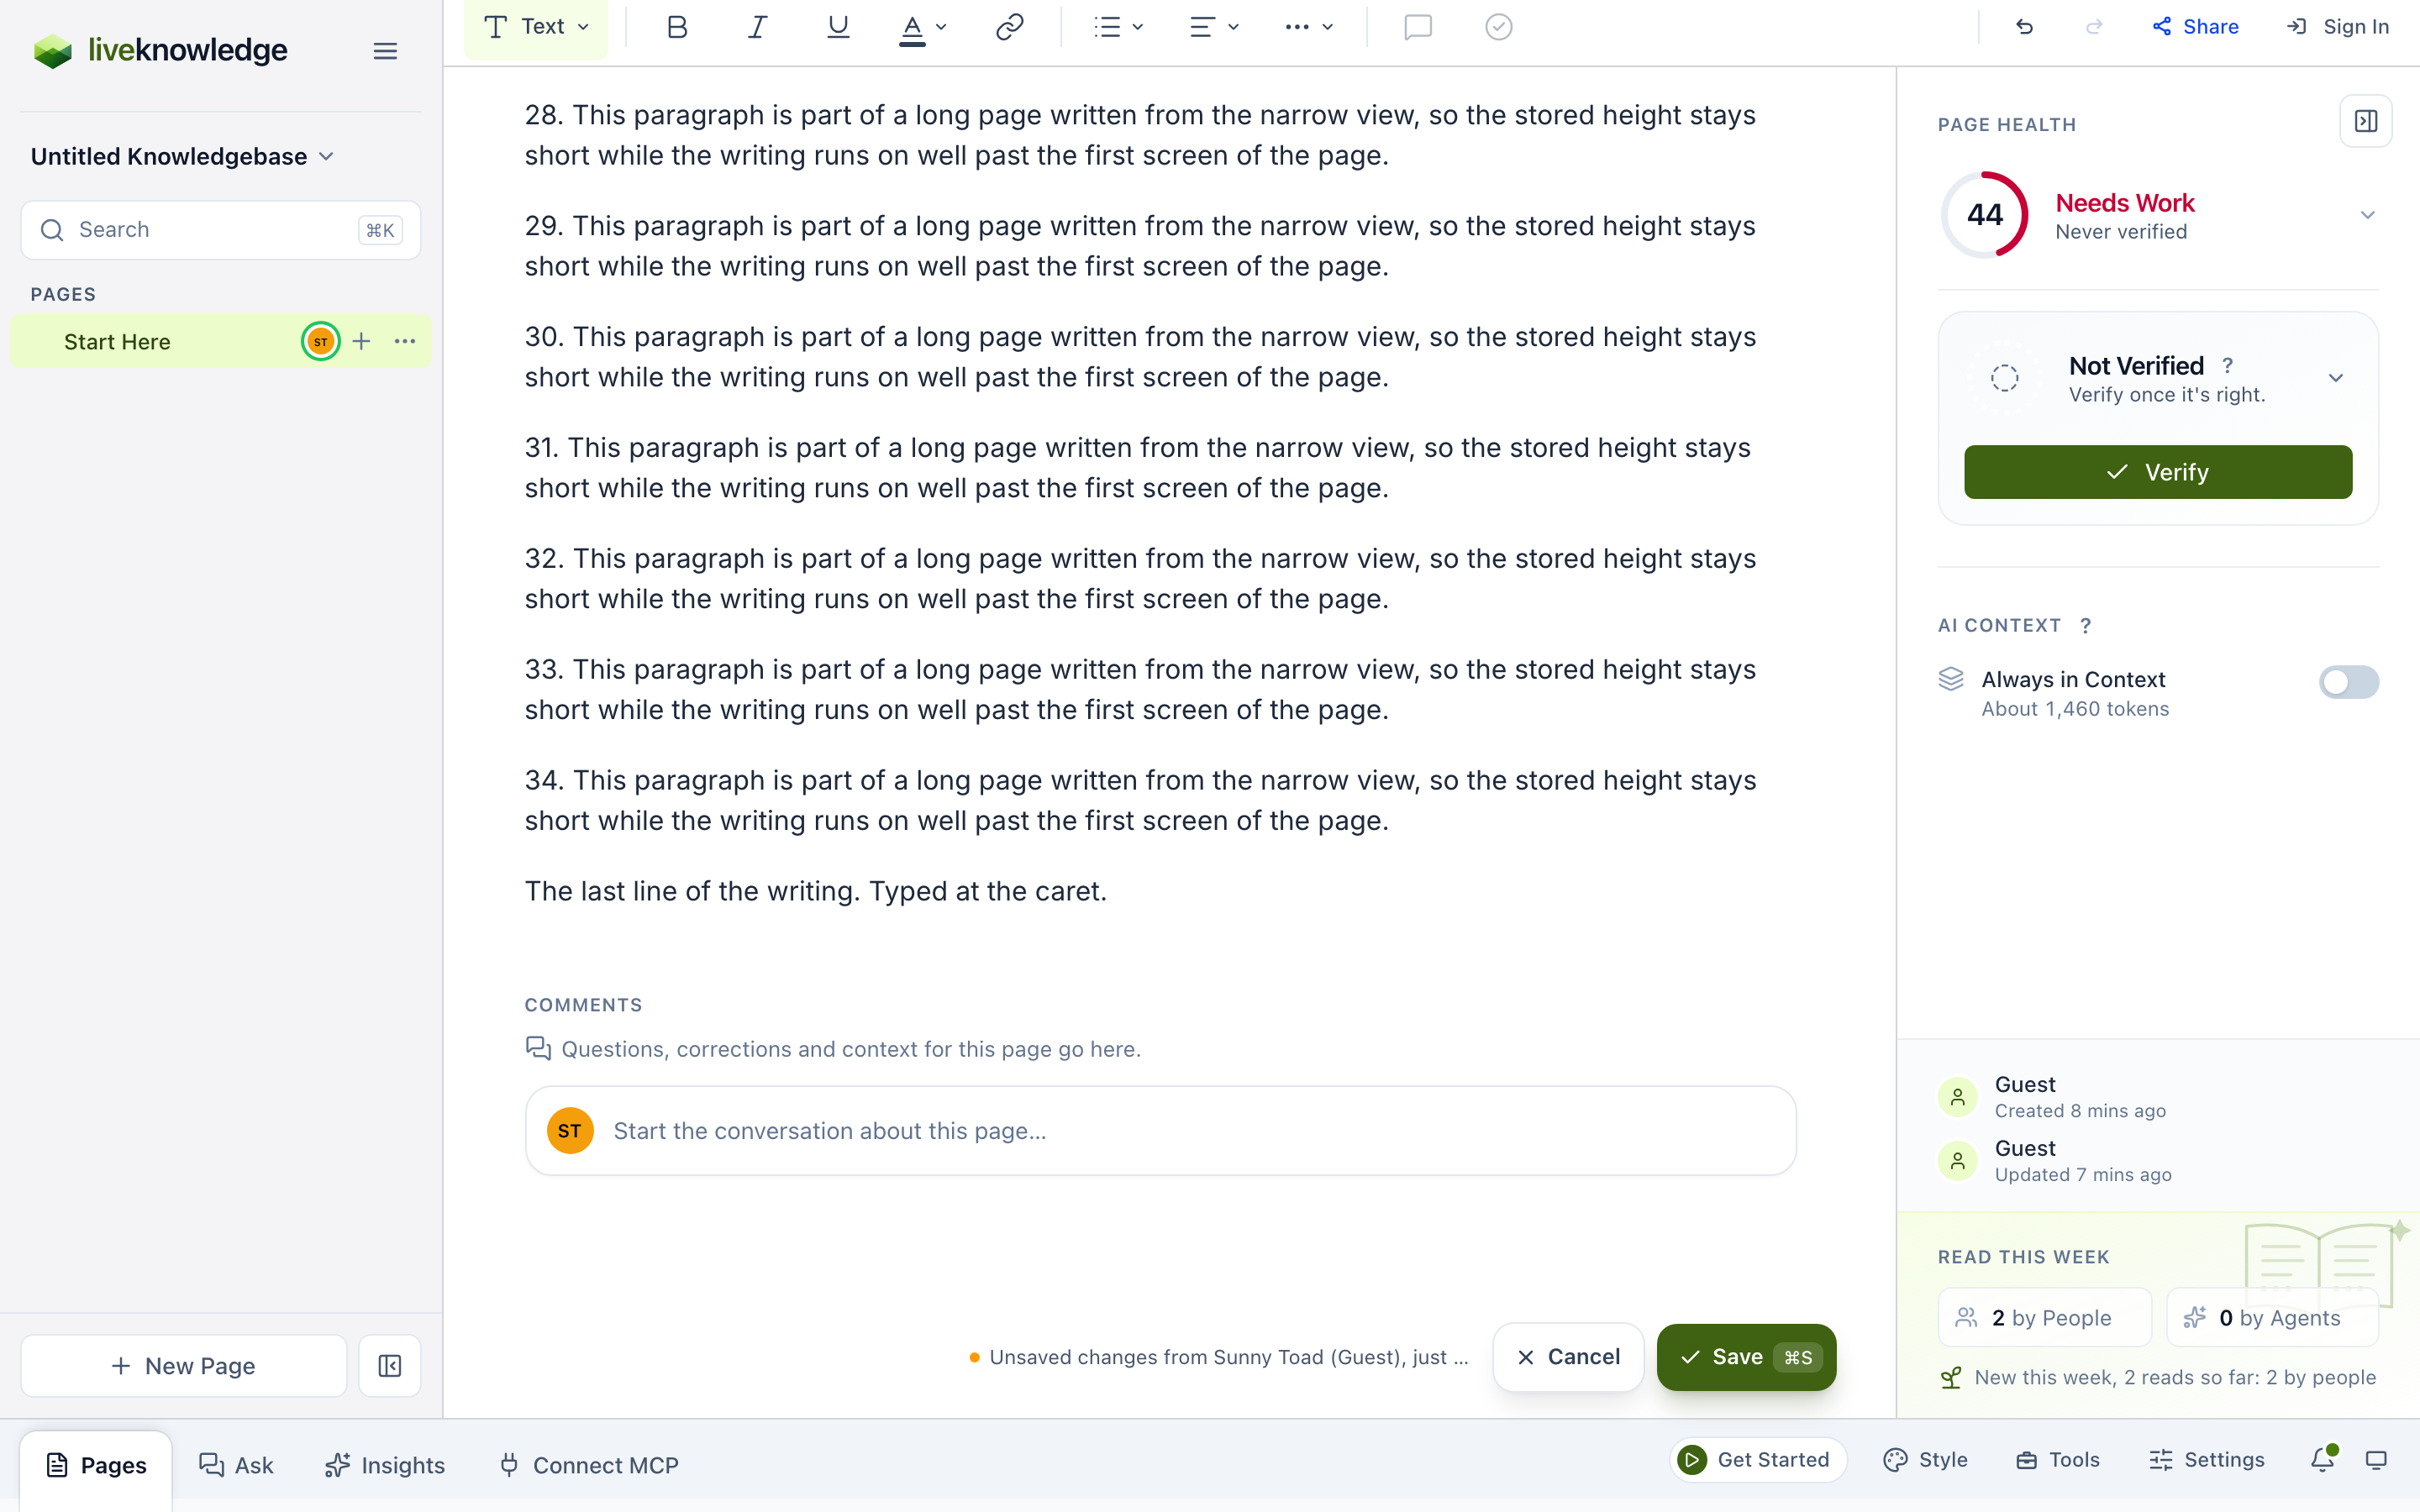 liveknowledge
Untitled Knowledgebase
Search ⌘K
PAGES
Start Here ST
New Page
Text
B I U A
Share
Sign In
28. This paragraph is part of a long page written from the narrow view, so the stored height stays
short while the writing runs on well past the first screen of the page.
29. This paragraph is part of a long page written from the narrow view, so the stored height stays
short while the writing runs on well past the first screen of the page.
30. This paragraph is part of a long page written from the narrow view, so the stored height stays
short while the writing runs on well past the first screen of the page.
31. This paragraph is part of a long page written from the narrow view, so the stored height stays
short while the writing runs on well past the first screen of the page.
32. This paragraph is part of a long page written from the narrow view, so the stored height stays
short while the writing runs on well past the first screen of the page.
33. This paragraph is part of a long page written from the narrow view, so the stored height stays
short while the writing runs on well past the first screen of the page.
34. This paragraph is part of a long page written from the narrow view, so the stored height stays
short while the writing runs on well past the first screen of the page.
The last line of the writing. Typed at the caret.
COMMENTS
Questions, corrections and context for this page go here.
ST Start the conversation about this page...
Unsaved changes from Sunny Toad (Guest), just ...
Cancel
Save ⌘S
PAGE HEALTH
44
Needs Work
Never verified
Not Verified ?
Verify once it's right.
Verify
AI CONTEXT ?
Always in Context
About 1,460 tokens
Guest
Created 8 mins ago
Guest
Updated 7 mins ago
READ THIS WEEK
2 by People
0 by Agents
New this week, 2 reads so far: 2 by people
Pages
Ask
Insights
Connect MCP
Get Started
Style
Tools
Settings